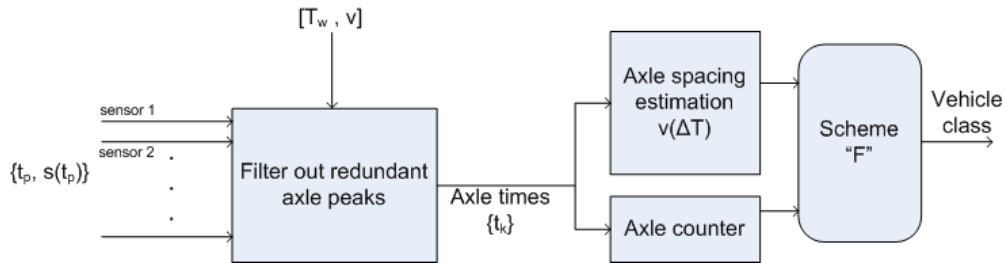 [T_w , v]
sensor 1
sensor 2
{t_p, s(t_p)}
Filter out redundant
axle peaks
Axle times
{t_k}
Axle spacing
estimation
v(ΔT)
Axle counter
Scheme
“F”
Vehicle
class